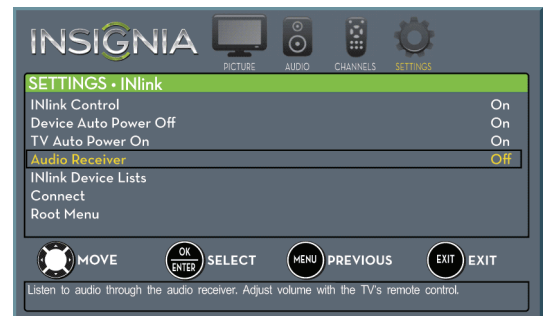 INSIGNIA
PICTURE AUDIO CHANNELS SETTINGS
SETTINGS • INlink
INlink Control On
Device Auto Power Off On
TV Auto Power On On
Audio Receiver Off
INlink Device Lists
Connect
Root Menu
MOVE OK ENTER SELECT MENU PREVIOUS EXIT EXIT
Listen to audio through the audio receiver. Adjust volume with the TV's remote control.